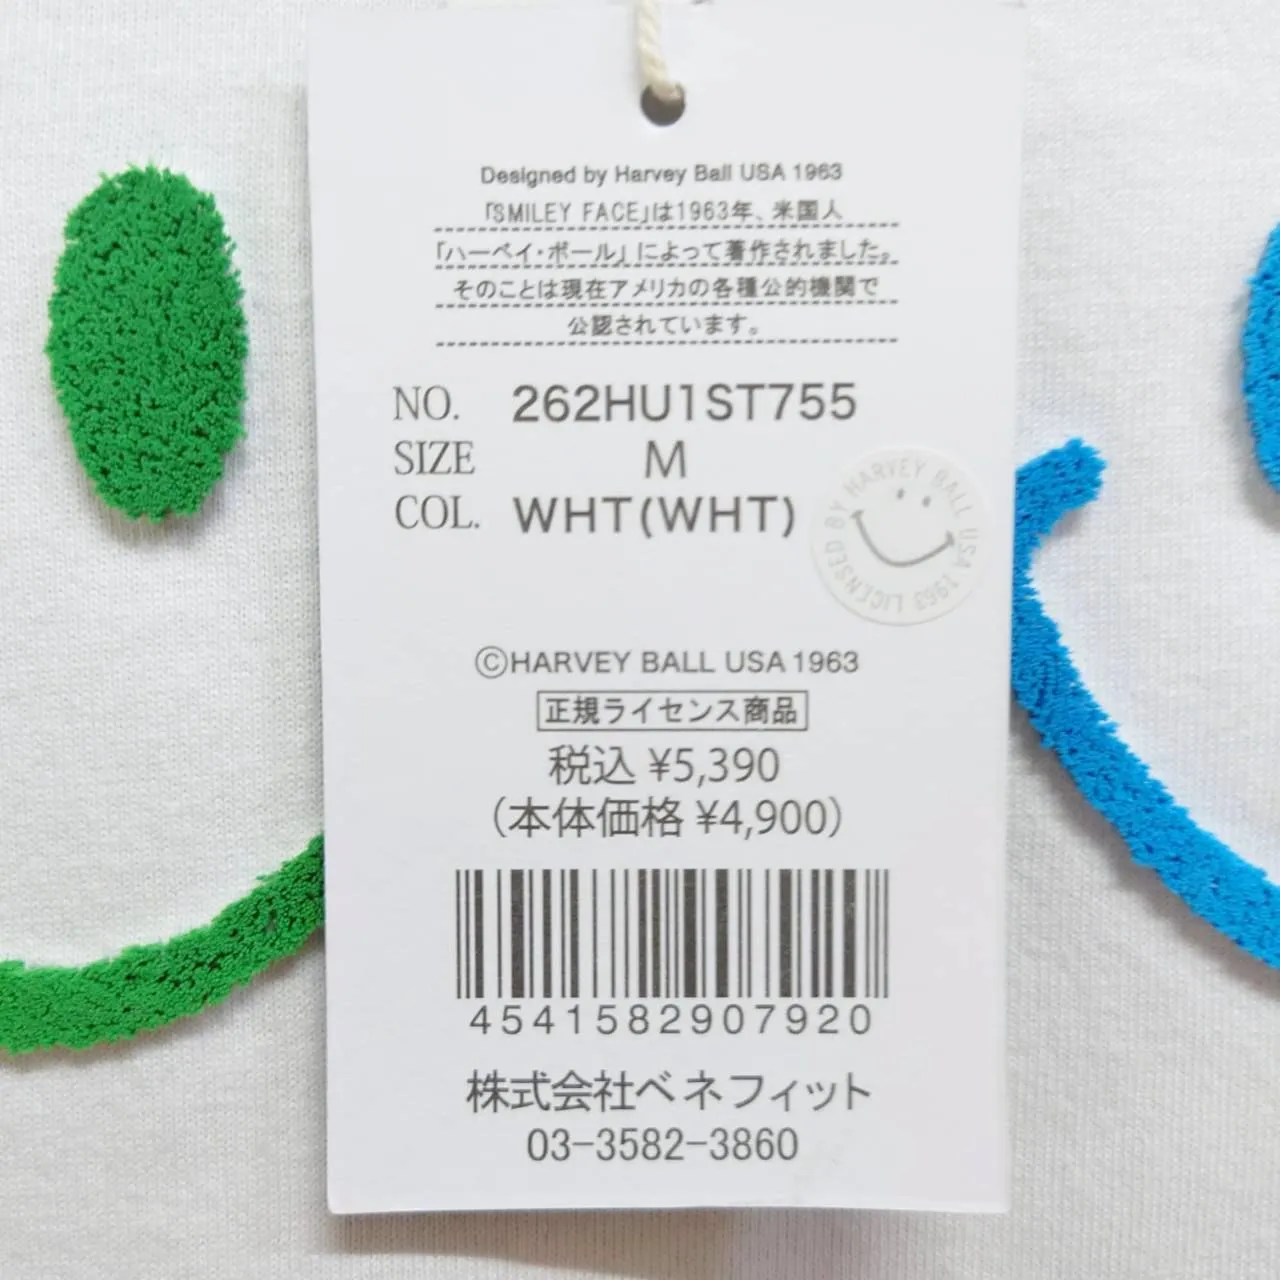 Designed by Harvey Ball USA 1963
「SMILEY FACE」は1963年、米国人
「ハーベイ・ボール」によって著作されました。
そのことは現在アメリカの各種公的機関で
公認されています。
NO. 262HU1ST755
SIZE M
COL. WHT(WHT)
LICENSED BY HARVEY BALL USA 1963
©HARVEY BALL USA 1963
正規ライセンス商品
税込 ¥5,390
(本体価格 ¥4,900)
4541582907920
株式会社ベネフィット
03-3582-3860